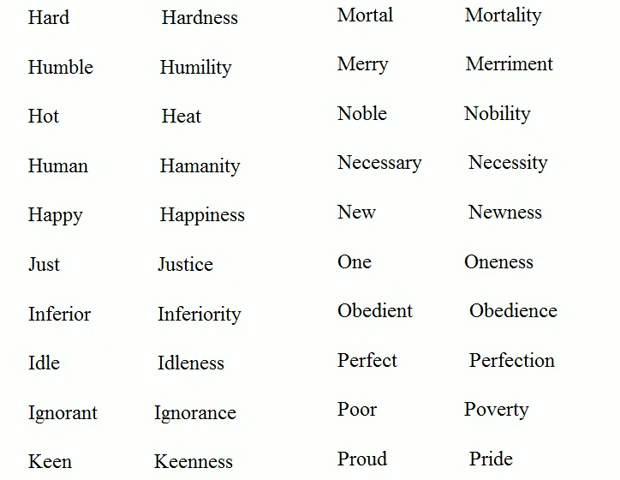 Hard Hardness Mortal Mortality
Humble Humility Merry Merriment
Hot Heat Noble Nobility
Human Hamanity Necessary Necessity
Happy Happiness New Newness
Just Justice One Oneness
Inferior Inferiority Obedient Obedience
Idle Idleness Perfect Perfection
Ignorant Ignorance Poor Poverty
Keen Keenness Proud Pride